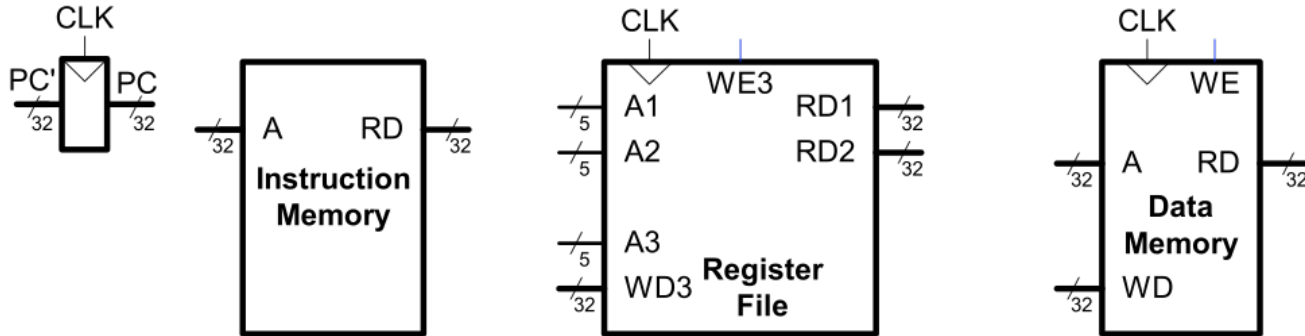 CLK
PC' PC
32 32
A RD
32 32
Instruction
Memory
CLK
WE3
A1 RD1
5 32
A2 RD2
5 32
A3
5
WD3
32
Register
File
CLK
WE
A RD
32 32
Data
Memory
WD
32